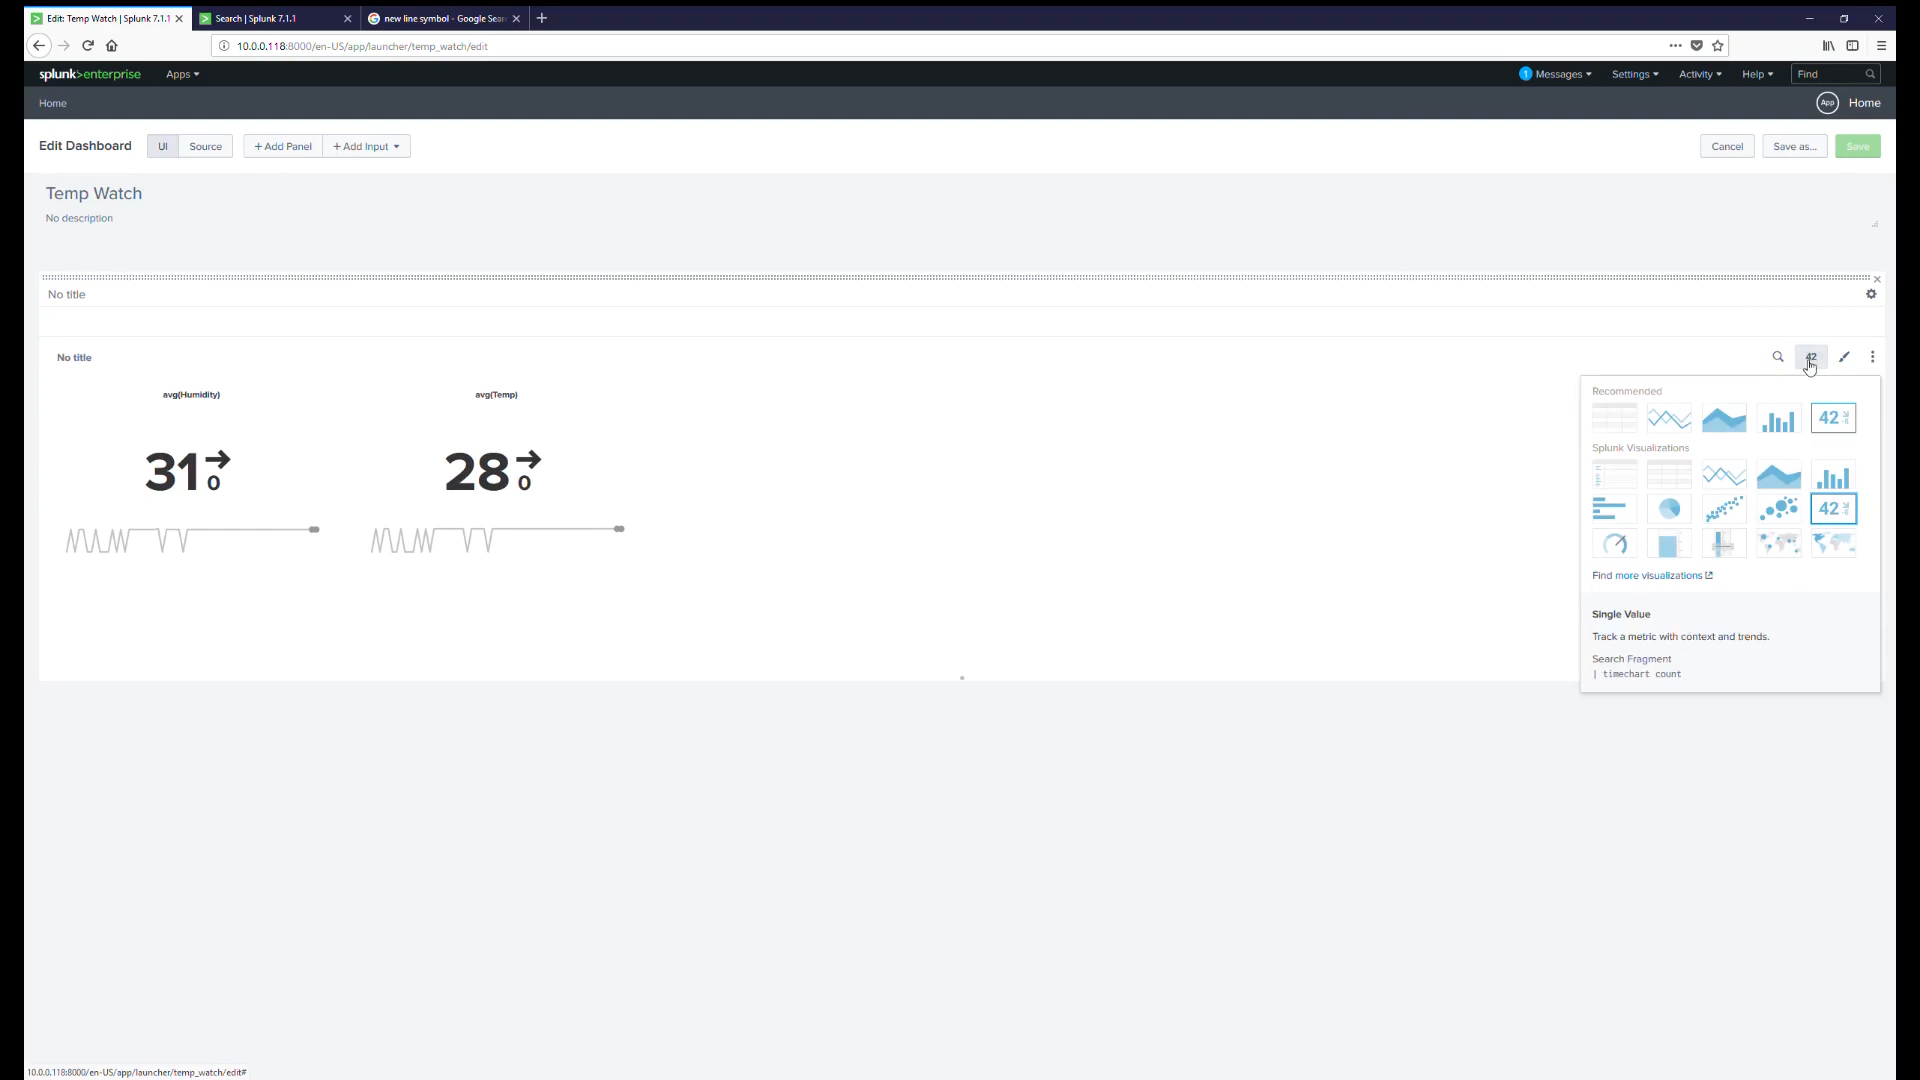 Edit: Temp Watch | Splunk 7.1.1
Search | Splunk 7.1.1
new line symbol - Google Sear
10.0.0.118:8000/en-US/app/launcher/temp_watch/edit
splunk>enterprise
Apps
1 Messages
Settings
Activity
Help
Find
Home
App Home
Edit Dashboard
UI
Source
+ Add Panel
+ Add Input
Cancel
Save as...
Save
Temp Watch
No description
No title
No title
42
avg(Humidity)
avg(Temp)
31 0
28 0
Recommended
42
Splunk Visualizations
42
Find more visualizations
Single Value
Track a metric with context and trends.
Search Fragment
| timechart count
10.0.0.118:8000/en-US/app/launcher/temp_watch/edit#